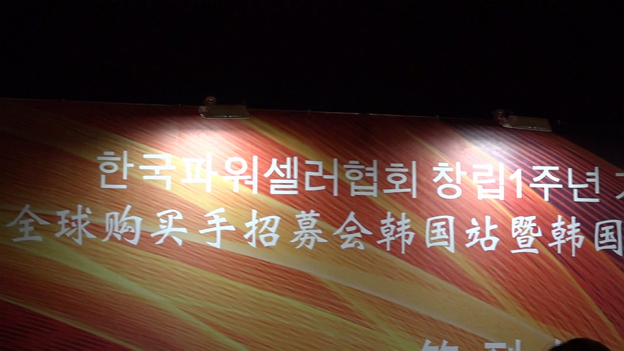 한국파워셀러협회 창립1주년
全球购买手招募会韩国站暨韩国